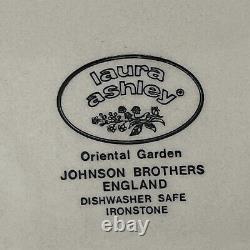 laura
ashley®
Oriental Garden
JOHNSON BROTHERS
ENGLAND
DISHWASHER SAFE
IRONSTONE